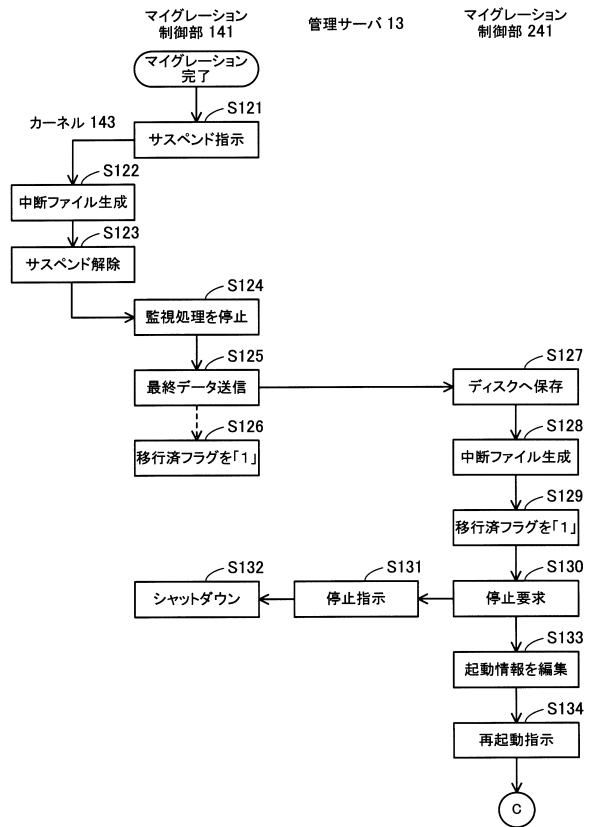 マイグレーション
制御部 141
管理サーバ 13
マイグレーション
制御部 241
マイグレーション
完了
カーネル 143
S121
サスペンド指示
S122
中断ファイル生成
S123
サスペンド解除
S124
監視処理を停止
S125
最終データ送信
S127
ディスクへ保存
S126
移行済フラグを「1」
S128
中断ファイル生成
S129
移行済フラグを「1」
S132
シャットダウン
S131
停止指示
S130
停止要求
S133
起動情報を編集
S134
再起動指示
C